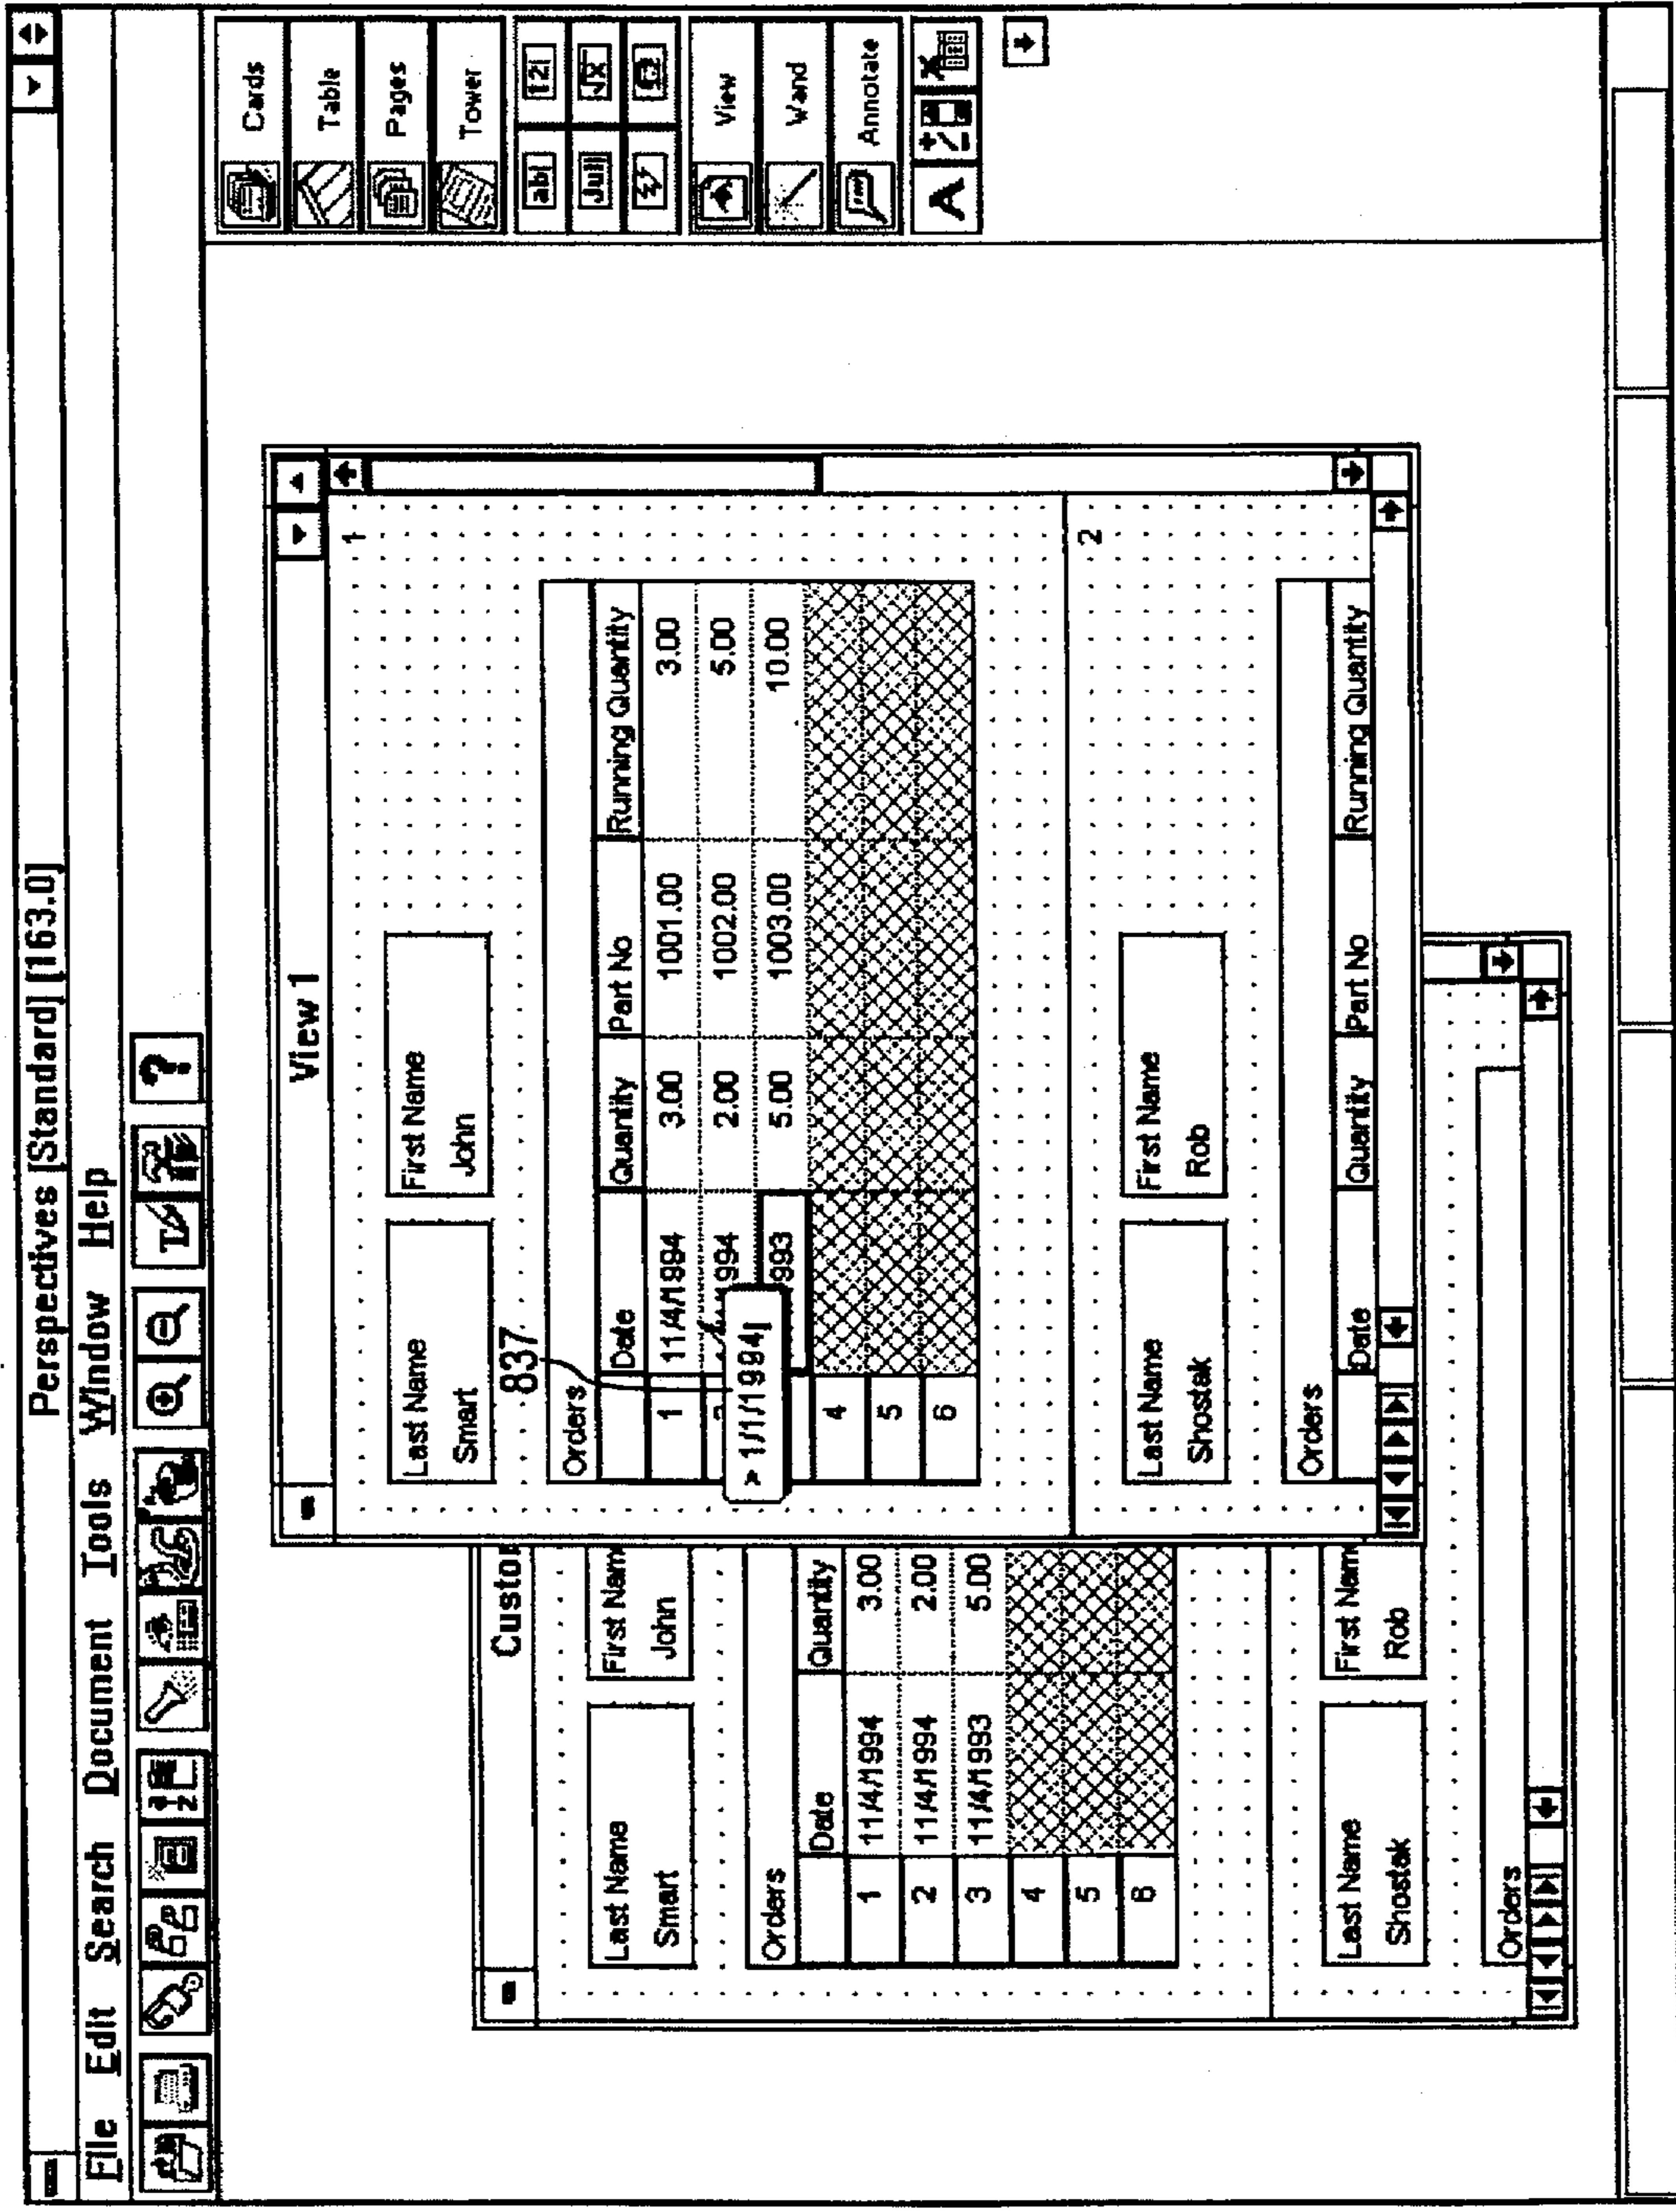 Perspectives [Standard] [163.0]
File Edit Search Document Tools Window Help
?
Cards
Table
Pages
Tower
abl 12i
Jul1 √x
View
Wand
Annotate
A
View 1
1
Last Name First Name
Smart John
837
Orders
Date Quantity Part No Running Quantity
1 11/4/1994 3.00 1001.00 3.00
994 2.00 1002.00 5.00
> 1/1/1994
993 5.00 1003.00 10.00
4
5
6
2
Last Name First Name
Shostak Rob
Orders
Date Quantity Part No Running Quantity
Custo
Last Name First Nam
Smart John
Orders
Date Quantity
1 11/4/1994 3.00
2 11/4/1994 2.00
3 11/4/1993 5.00
4
5
6
Last Name First Nam
Shostak Rob
Orders